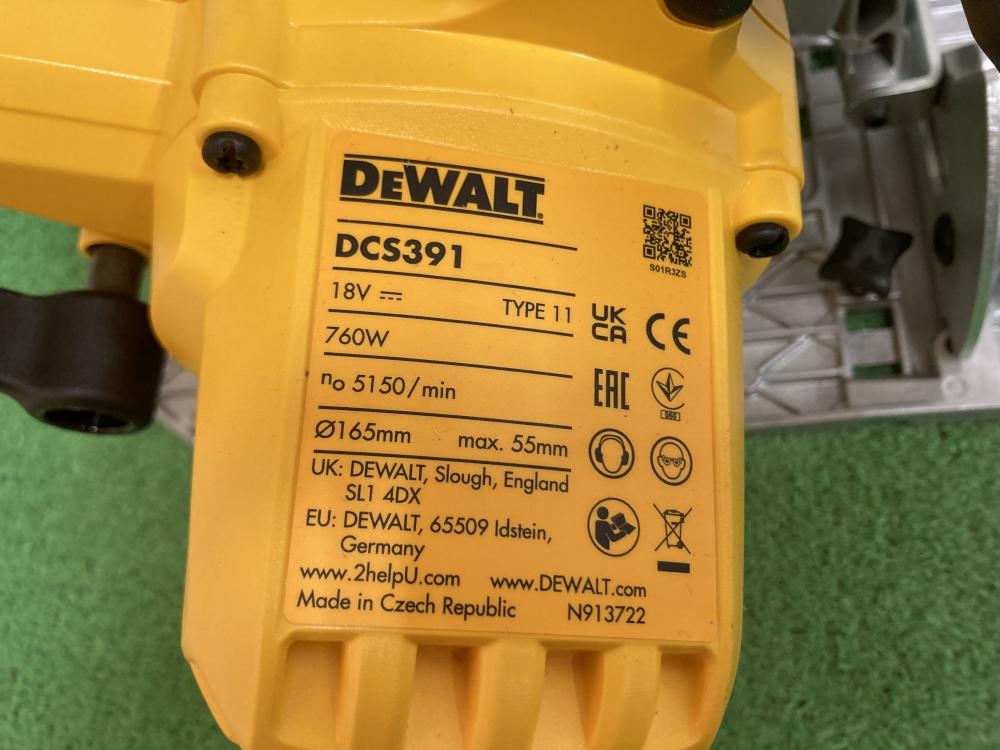 DEWALT
DCS391
S01R3ZS
18V ⎓ TYPE 11
UK
CA
CE
760W
EAC
n₀ 5150/min
Ø165mm max. 55mm
UK: DEWALT, Slough, England
SL1 4DX
EU: DEWALT, 65509 Idstein,
Germany
www.2helpU.com www.DEWALT.com
Made in Czech Republic N913722